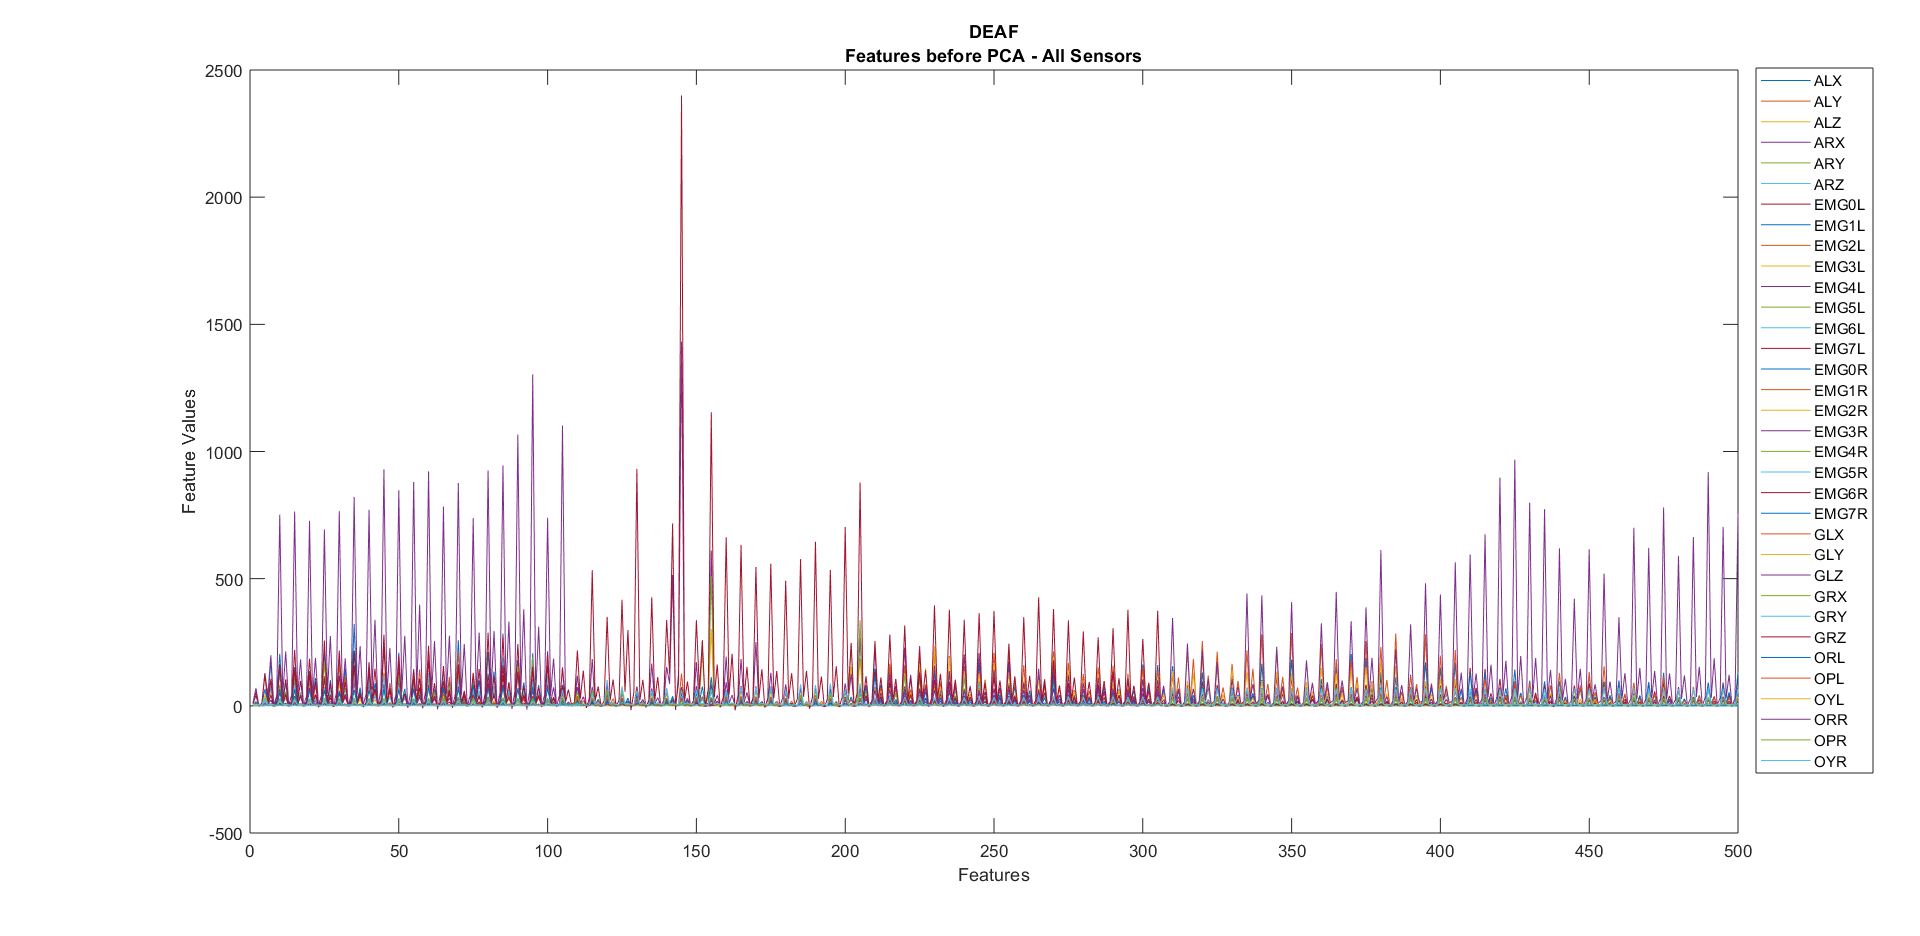 DEAF
Features before PCA - All Sensors
2500
2000
1500
1000
500
0
-500
Feature Values
0 50 100 150 200 250 300 350 400 450 500
Features
ALX
ALY
ALZ
ARX
ARY
ARZ
EMG0L
EMG1L
EMG2L
EMG3L
EMG4L
EMG5L
EMG6L
EMG7L
EMG0R
EMG1R
EMG2R
EMG3R
EMG4R
EMG5R
EMG6R
EMG7R
GLX
GLY
GLZ
GRX
GRY
GRZ
ORL
OPL
OYL
ORR
OPR
OYR